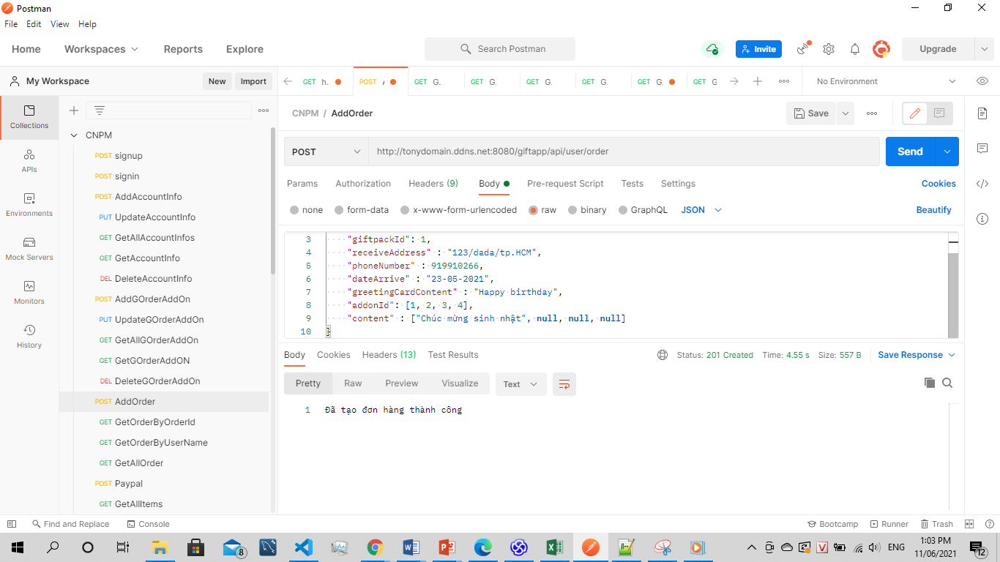 Postman
File Edit View Help
Home Workspaces Reports Explore Search Postman Invite Upgrade
My Workspace New Import GET h. POST A GET G. GET G. GET G. GET G. GET G. GET G No Environment
Collections
APIs
Environments
Mock Servers
Monitors
History
CNPM
POST signup
POST signin
POST AddAccountInfo
PUT UpdateAccountInfo
GET GetAllAccountInfos
GET GetAccountInfo
DEL DeleteAccountInfo
POST AddGOrderAddOn
PUT UpdateGOrderAddOn
GET GetAllGOrderAddOn
GET GetGOrderAddON
DEL DeleteGOrderAddOn
POST AddOrder
GET GetOrderByOrderId
GET GetOrderByUserName
GET GetAllOrder
POST Paypal
GET GetAllItems
CNPM / AddOrder Save
POST http://tonydomain.ddns.net:8080/giftapp/api/user/order Send
Params Authorization Headers (9) Body Pre-request Script Tests Settings Cookies
none form-data x-www-form-urlencoded raw binary GraphQL JSON Beautify
3 "giftpackId": 1,
4 "receiveAddress" : "123/dada/tp.HCM",
5 "phoneNumber" : 919910266,
6 "dateArrive" : "23-05-2021",
7 "greetingCardContent" : "Happy birthday",
8 "addonId": [1, 2, 3, 4],
9 "content" : ["Chúc mừng sinh nhật", null, null, null]
10 }
Body Cookies Headers (13) Test Results Status: 201 Created Time: 4.55 s Size: 557 B Save Response
Pretty Raw Preview Visualize Text
1 Đã tạo đơn hàng thành công
Find and Replace Console Bootcamp Runner Trash
8 ENG 1:03 PM
11/06/2021 12